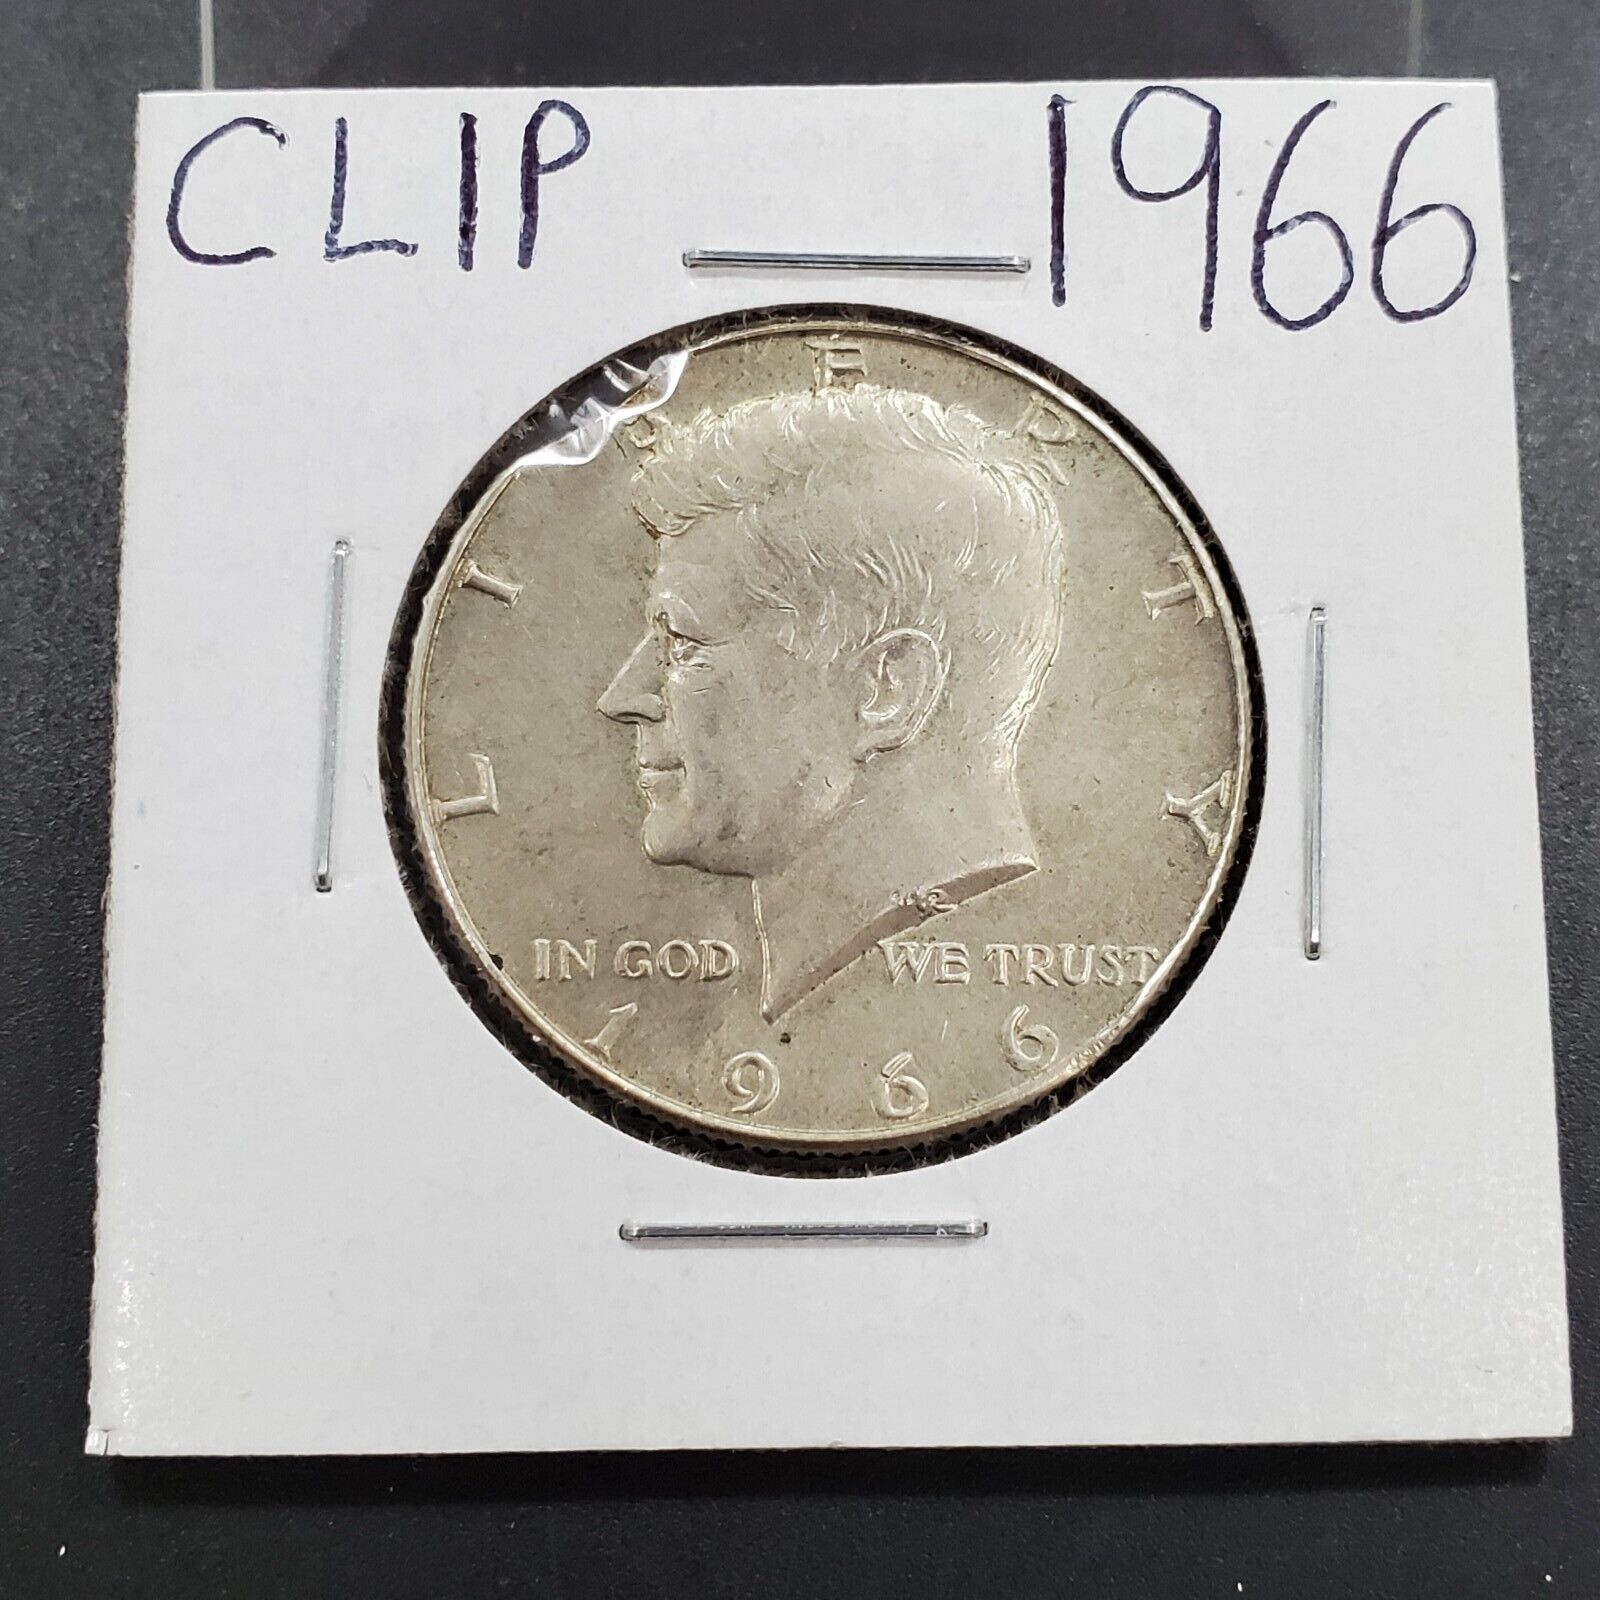 CLIP 1966
LIBERTY
IN GOD WE TRUST
1966